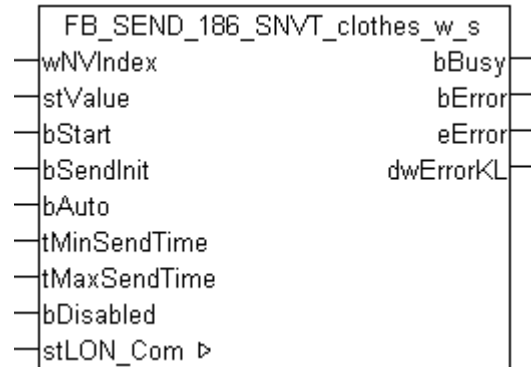 FB_SEND_186_SNVT_clothes_w_s
wNVIndex bBusy
stValue bError
bStart eError
bSendInit dwErrorKL
bAuto
tMinSendTime
tMaxSendTime
bDisabled
stLON_Com ▷